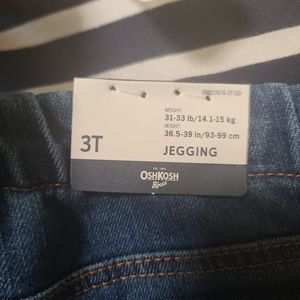 WEIGHT:
31-33 lb/14.1-15 kg
HEIGHT:
36.5-39 in/93-99 cm
3T
JEGGING
OSHKOSH
B'gosh